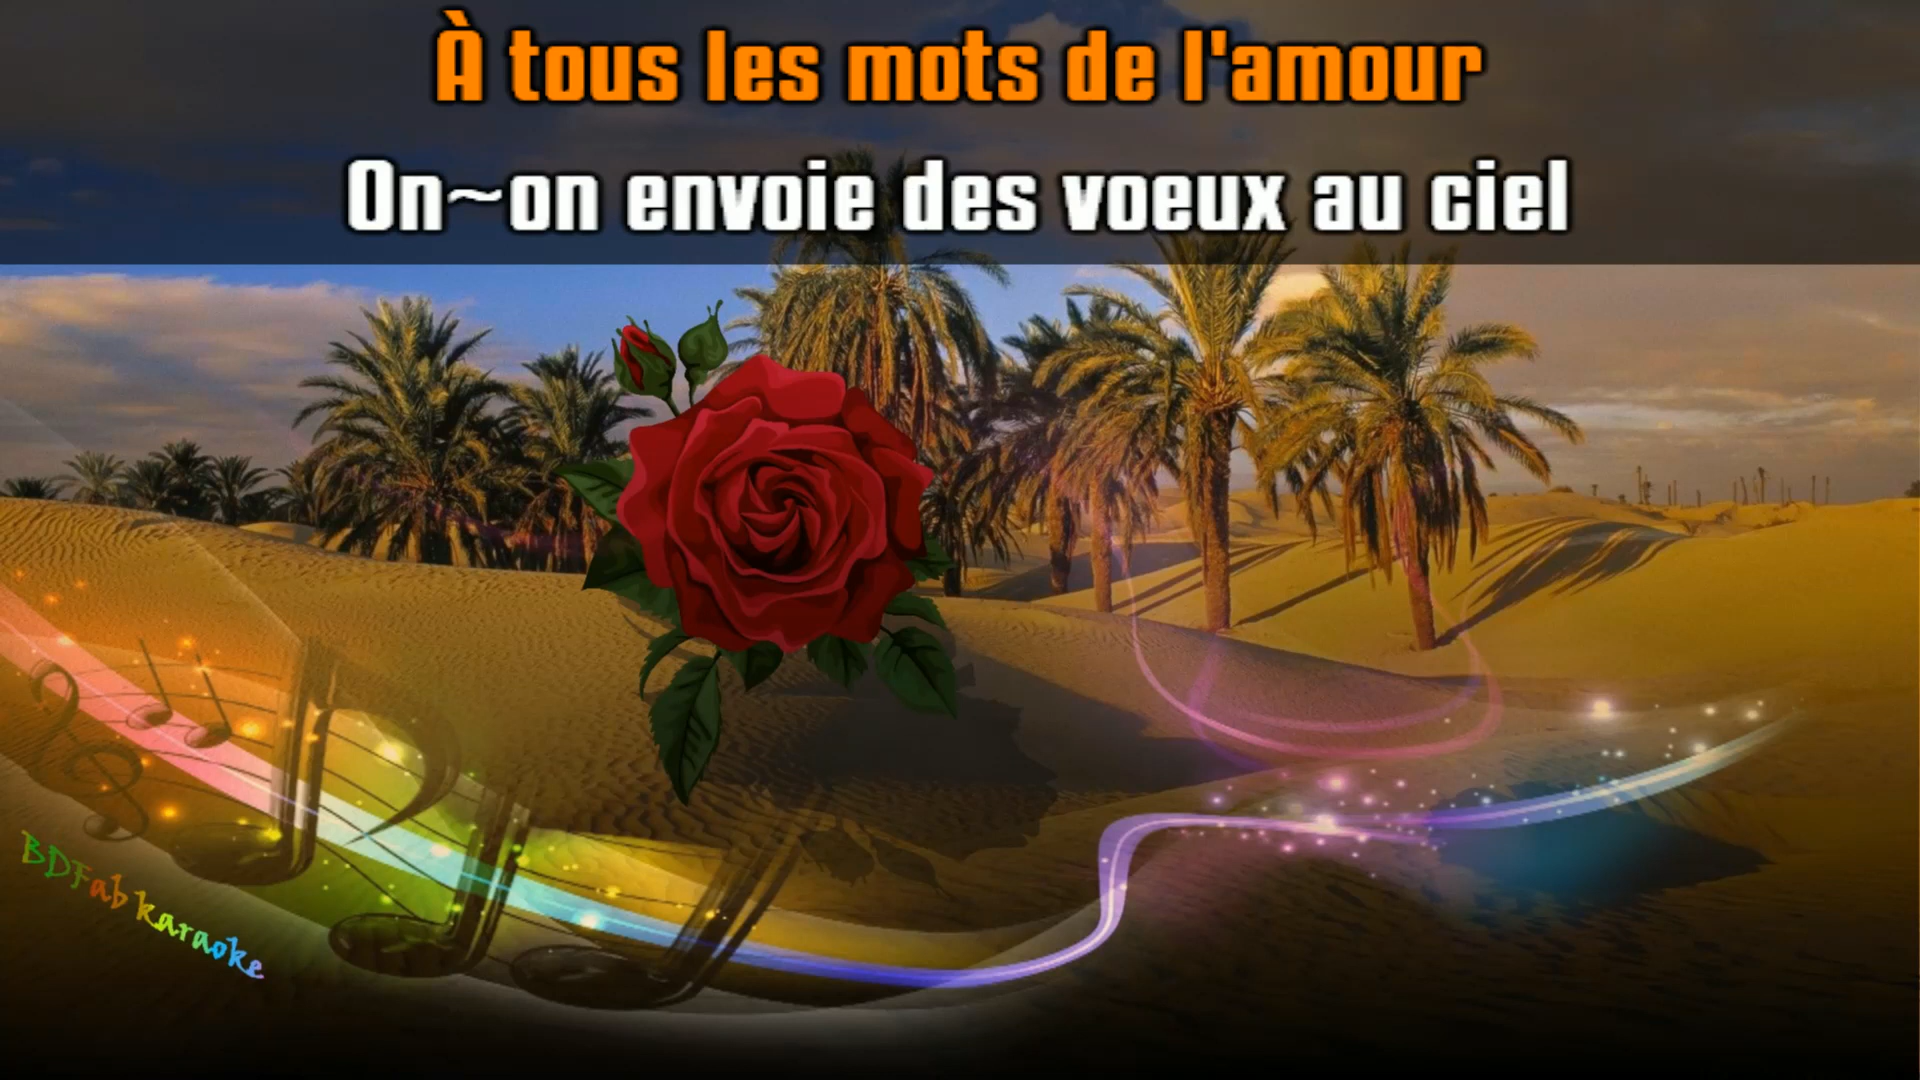 À tous les mots de l'amour
On~on envoie des voeux au ciel
BDFab karaoke